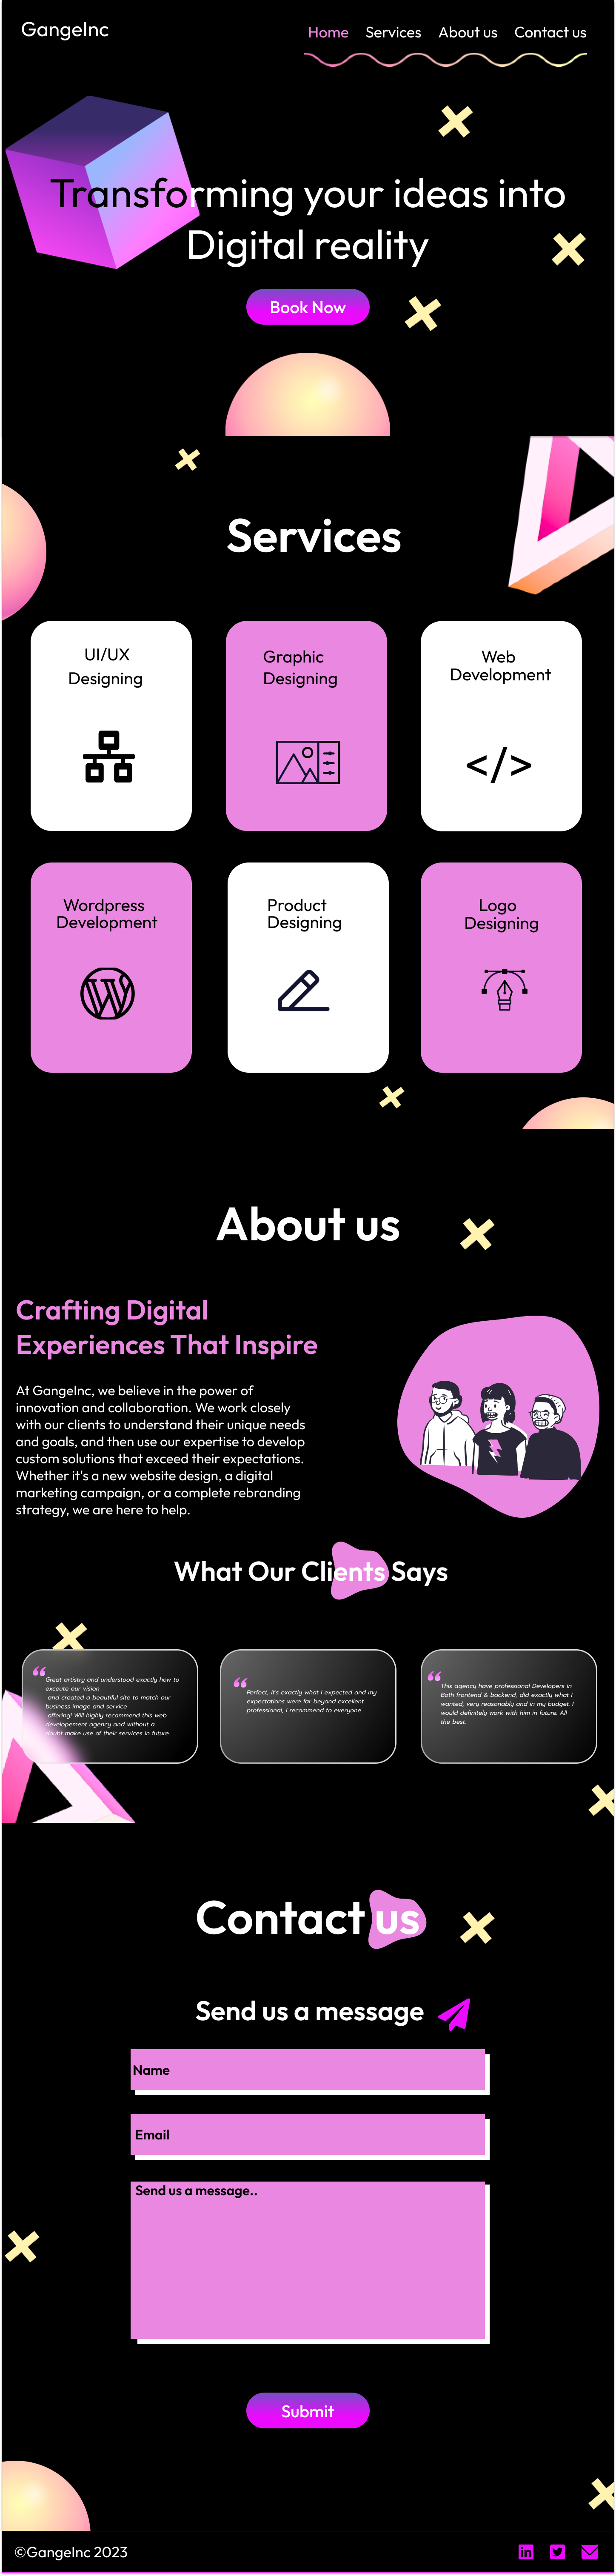 GangeInc
Home Services About us Contact us
Transforming your ideas into
Digital reality
Book Now
Services
UI/UX
Designing
Graphic
Designing
Web
Development
</>
Wordpress
Development
Product
Designing
Logo
Designing
About us
Crafting Digital
Experiences That Inspire
At GangeInc, we believe in the power of
innovation and collaboration. We work closely
with our clients to understand their unique needs
and goals, and then use our expertise to develop
custom solutions that exceed their expectations.
Whether it's a new website design, a digital
marketing campaign, or a complete rebranding
strategy, we are here to help.
What Our Clients Says
“
Great artistry and understood exactly how to
exceute our vision
and created a beautiful site to match our
business image and service
offering! Will highly recommend this web
developement agency and without a
doubt make use of their services in future.
“
Perfect, it's exactly what I expected and my
expectations were far beyond excellent
professional, I recommend to everyone
“
This agency have professional Developers in
Both frontend & backend, did exactly what I
wanted, very reasonably and in my budget. I
would definitely work with him in future. All
the best.
Contact us
Send us a message
Name
Email
Send us a message..
Submit
©GangeInc 2023